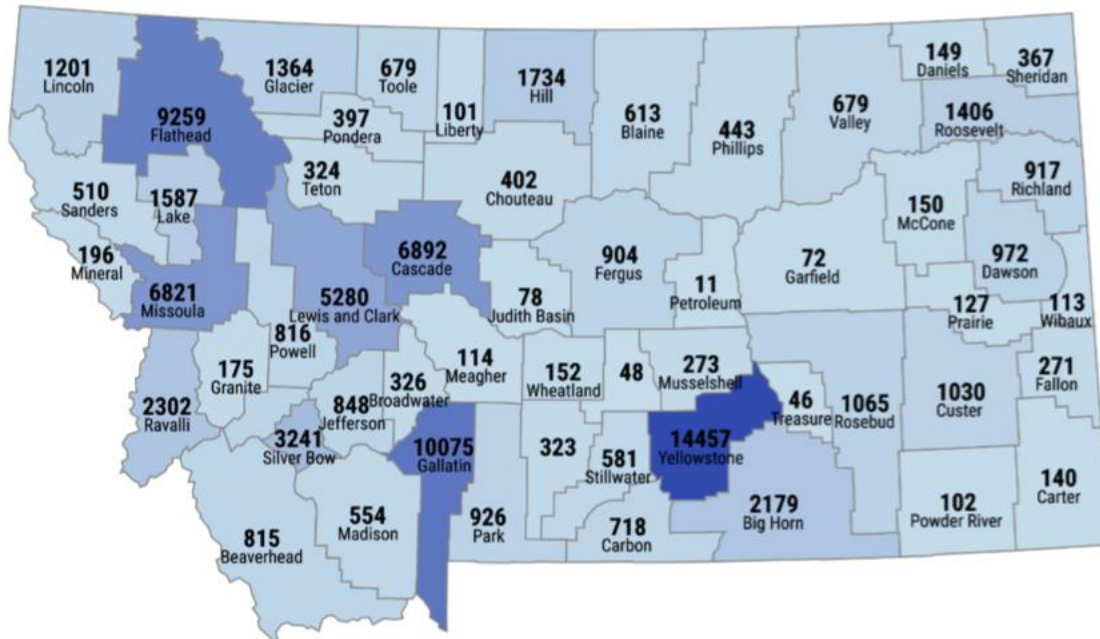 1201
Lincoln
9259
Flathead
1364
Glacier
679
Toole
101
Liberty
1734
Hill
613
Blaine
443
Phillips
679
Valley
149
Daniels
367
Sheridan
1406
Roosevelt
397
Pondera
324
Teton
402
Chouteau
917
Richland
150
McCone
510
Sanders
1587
Lake
196
Mineral
6821
Missoula
6892
Cascade
5280
Lewis and Clark
78
Judith Basin
904
Fergus
11
Petroleum
72
Garfield
972
Dawson
127
Prairie
113
Wibaux
816
Powell
175
Granite
114
Meagher
326
Broadwater
152
Wheatland
48
273
Musselshell
46
Treasure
1065
Rosebud
1030
Custer
271
Fallon
2302
Ravalli
848
Jefferson
3241
Silver Bow
10075
Gallatin
323
581
Stillwater
14457
Yellowstone
140
Carter
815
Beaverhead
554
Madison
926
Park
718
Carbon
2179
Big Horn
102
Powder River